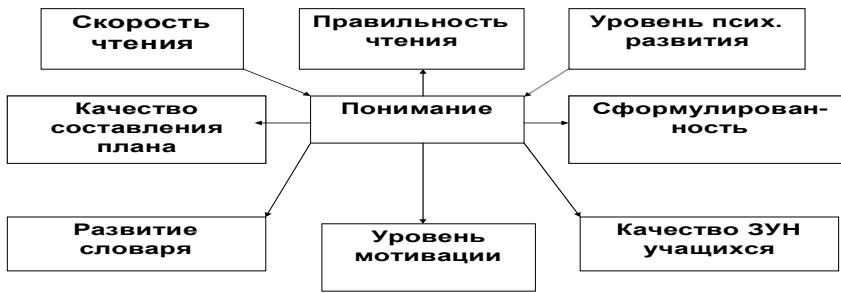 Скорость
чтения
Правильность
чтения
Уровень псих.
развития
Качество
составления
плана
Понимание
Сформулирован-
ность
Развитие
словаря
Уровень
мотивации
Качество ЗУН
учащихся